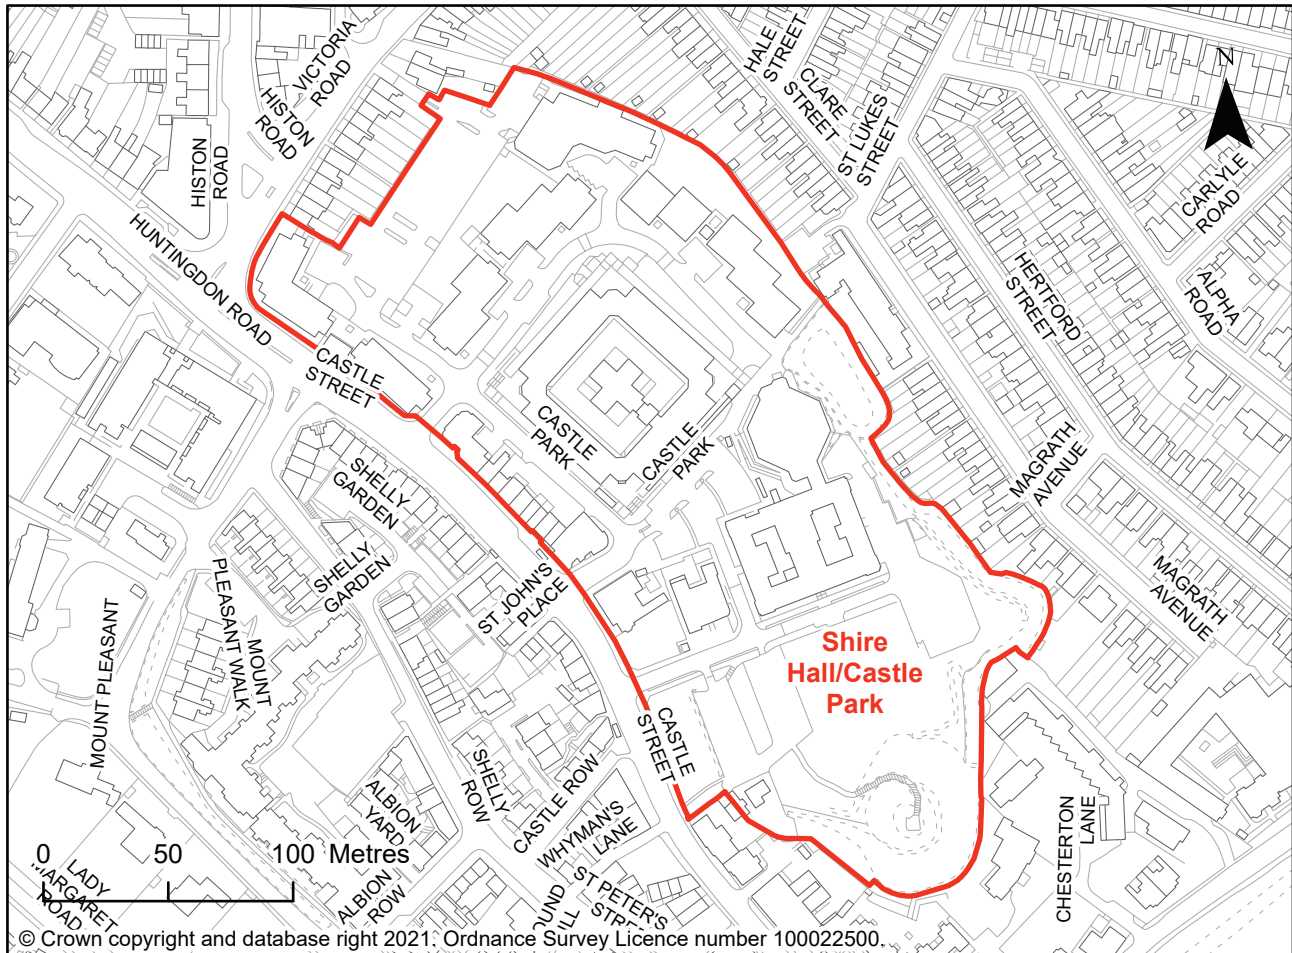 HALE
STREET
CLARE
STREET
ST LUKES
STREET
VICTORIA
ROAD
HISTON
ROAD
HISTON
ROAD
N
CARLYLE
ROAD
HUNTINGDON ROAD
HERTFORD
STREET
ALPHA
ROAD
CASTLE
STREET
CASTLE
PARK
CASTLE
PARK
SHELLY
GARDEN
MAGRATH
AVENUE
SHELLY
GARDEN
ST JOHN'S
PLACE
MAGRATH
AVENUE
PLEASANT WALK
MOUNT
MOUNT PLEASANT
Shire
Hall/Castle
Park
CASTLE
STREET
SHELLY
ROW
CASTLE ROW
WHYMAN'S
LANE
ALBION
YARD
CHESTERTON
LANE
0 50 100 Metres
LADY
MARGARET
ROAD
ALBION
ROW
ST PETER'S
© Crown copyright and database right 2021. Ordnance Survey Licence number 100022500.